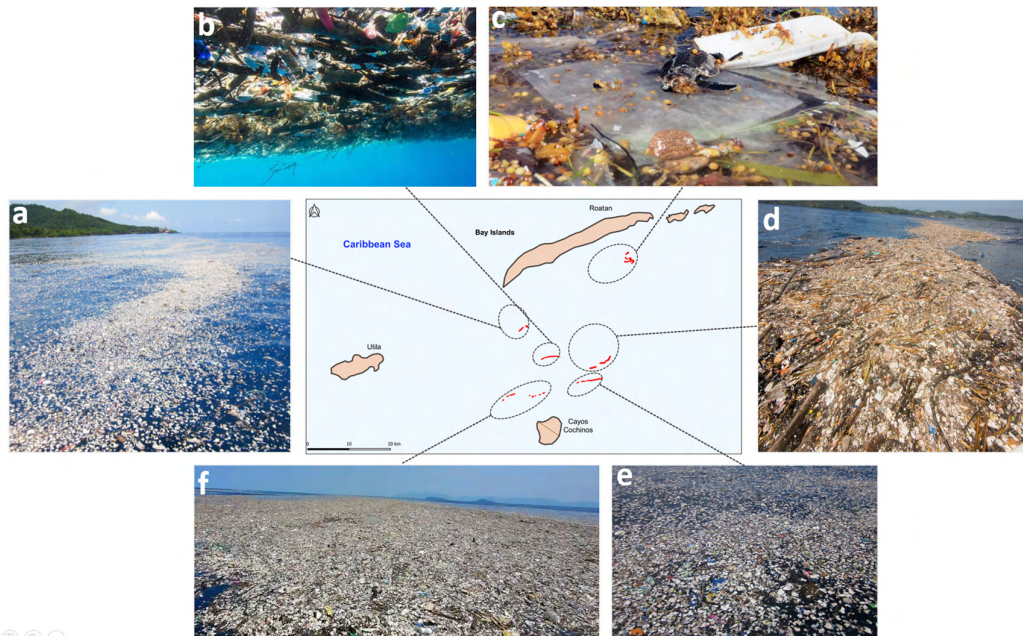 b
c
a
d
Roatan
Bay Islands
Caribbean Sea
Utila
Cayos
Cochinos
0 10 20 km
f
e